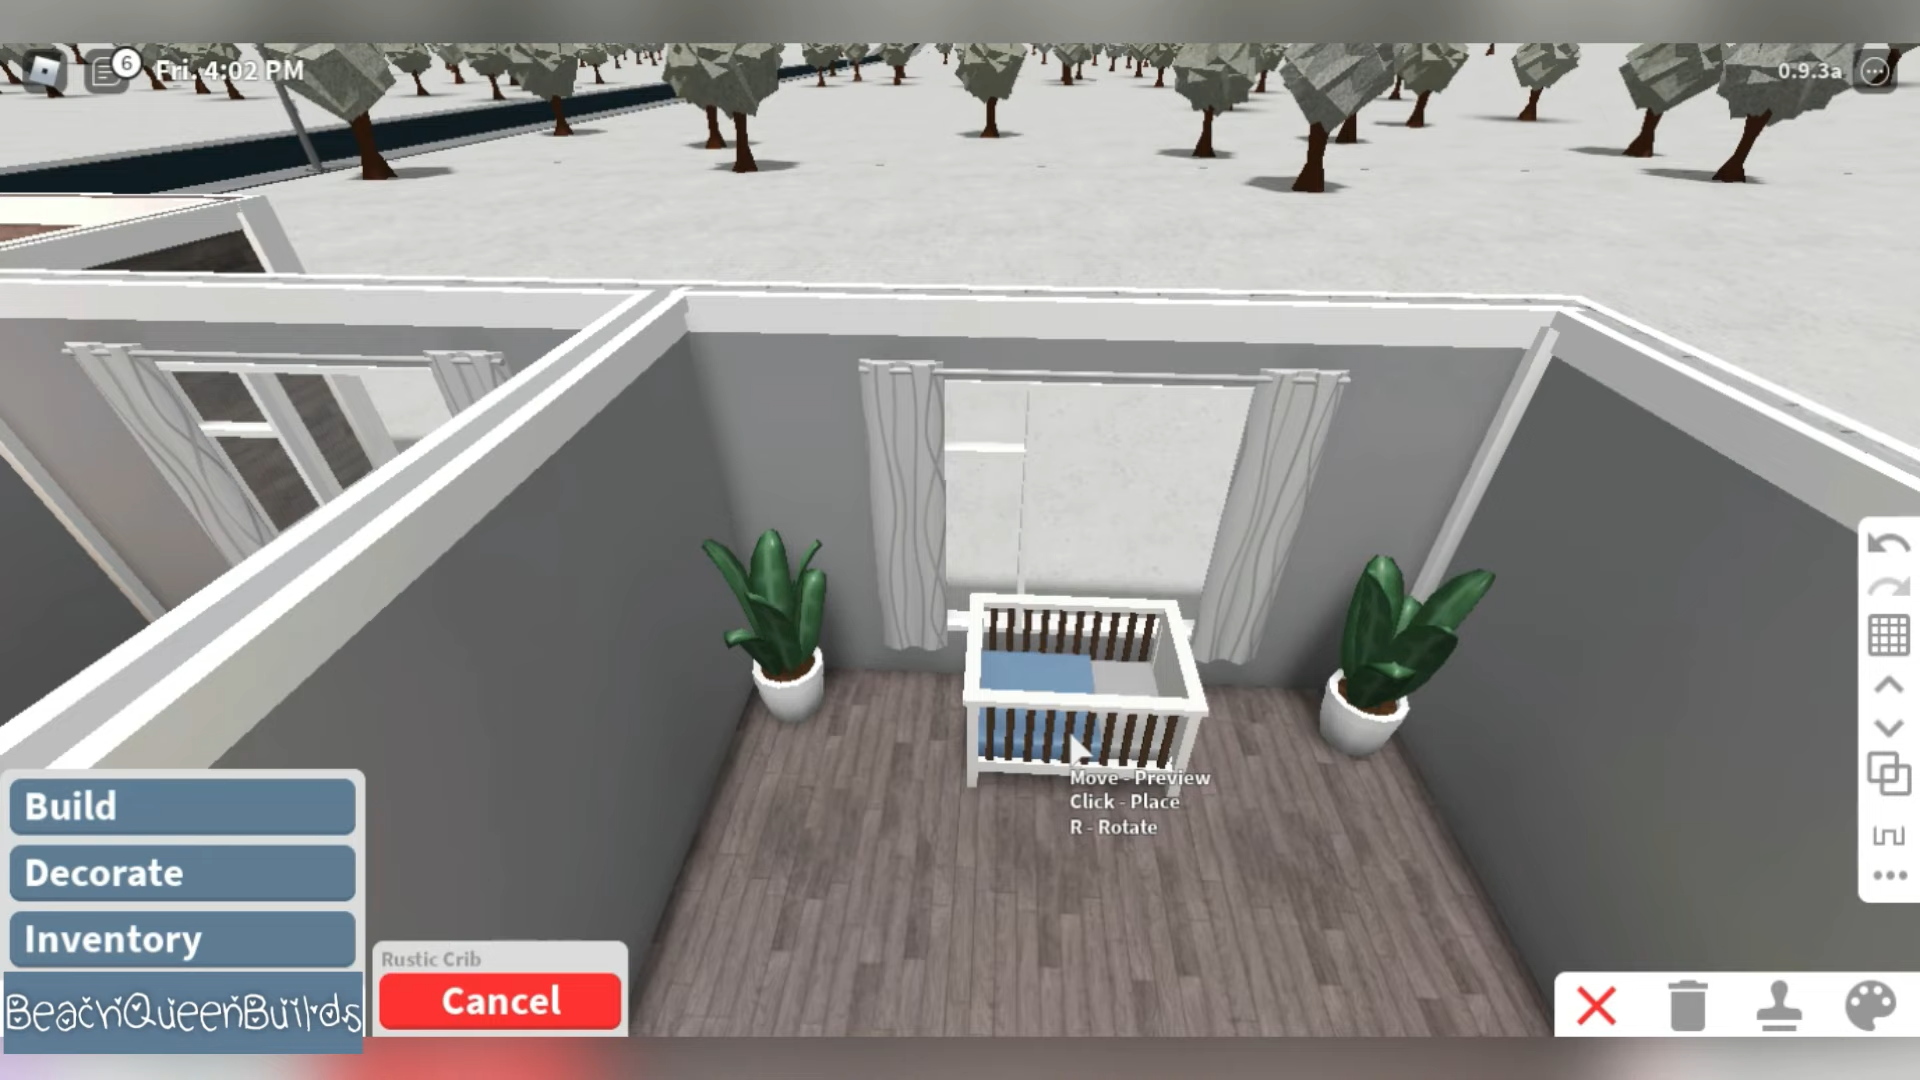 6
Fri. 4:02 PM
0.9.3a
Move - Preview
Click - Place
R - Rotate
Build
Decorate
Inventory
BeachQueenBuilds
Rustic Crib
Cancel